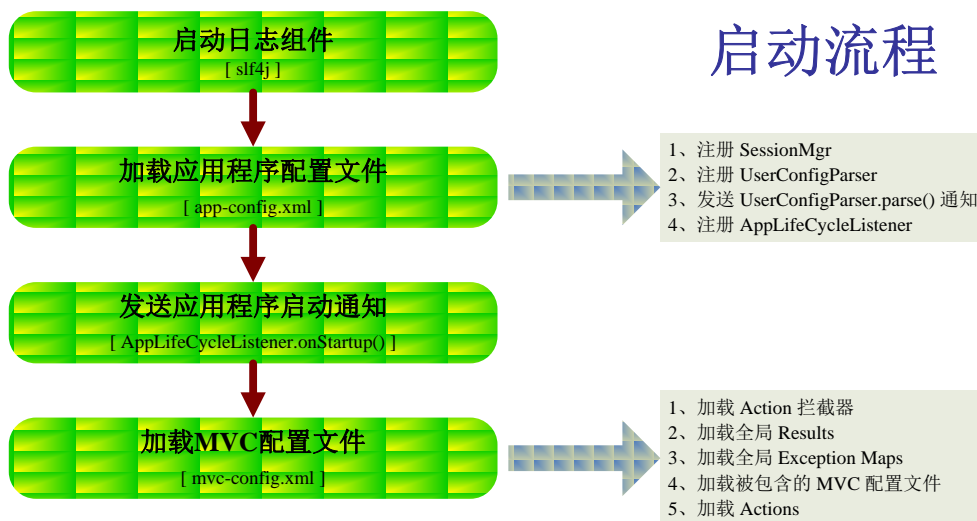 启动流程
启动日志组件
[ slf4j ]
加载应用程序配置文件
[ app-config.xml ]
1、注册 SessionMgr
2、注册 UserConfigParser
3、发送 UserConfigParser.parse() 通知
4、注册 AppLifeCycleListener
发送应用程序启动通知
[ AppLifeCycleListener.onStartup() ]
加载MVC配置文件
[ mvc-config.xml ]
1、加载 Action 拦截器
2、加载全局 Results
3、加载全局 Exception Maps
4、加载被包含的 MVC 配置文件
5、加载 Actions